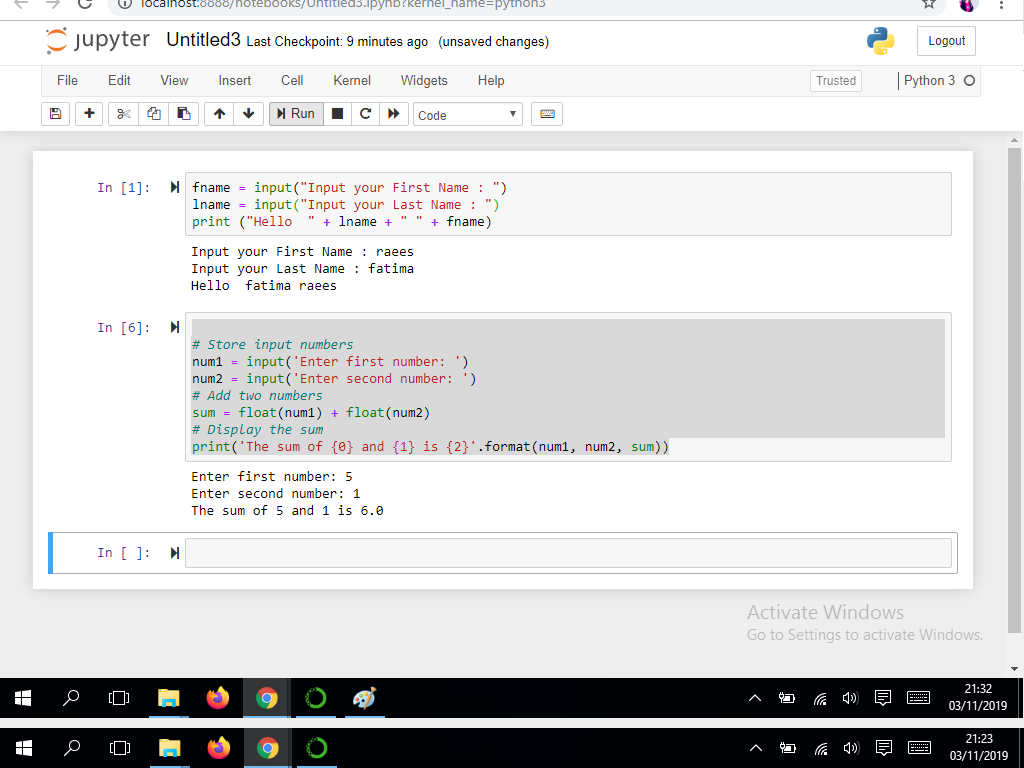 localhost:8888/notebooks/Untitled3.ipynb?kernel_name=python3
jupyter Untitled3 Last Checkpoint: 9 minutes ago (unsaved changes)
Logout
File Edit View Insert Cell Kernel Widgets Help
Trusted
Python 3
Run
Code
In [1]:
fname = input("Input your First Name : ")
lname = input("Input your Last Name : ")
print ("Hello  " + lname + " " + fname)
Input your First Name : raees
Input your Last Name : fatima
Hello  fatima raees
In [6]:
# Store input numbers
num1 = input('Enter first number: ')
num2 = input('Enter second number: ')
# Add two numbers
sum = float(num1) + float(num2)
# Display the sum
print('The sum of {0} and {1} is {2}'.format(num1, num2, sum))
Enter first number: 5
Enter second number: 1
The sum of 5 and 1 is 6.0
In [ ]:
Activate Windows
Go to Settings to activate Windows.
21:32
03/11/2019
21:23
03/11/2019